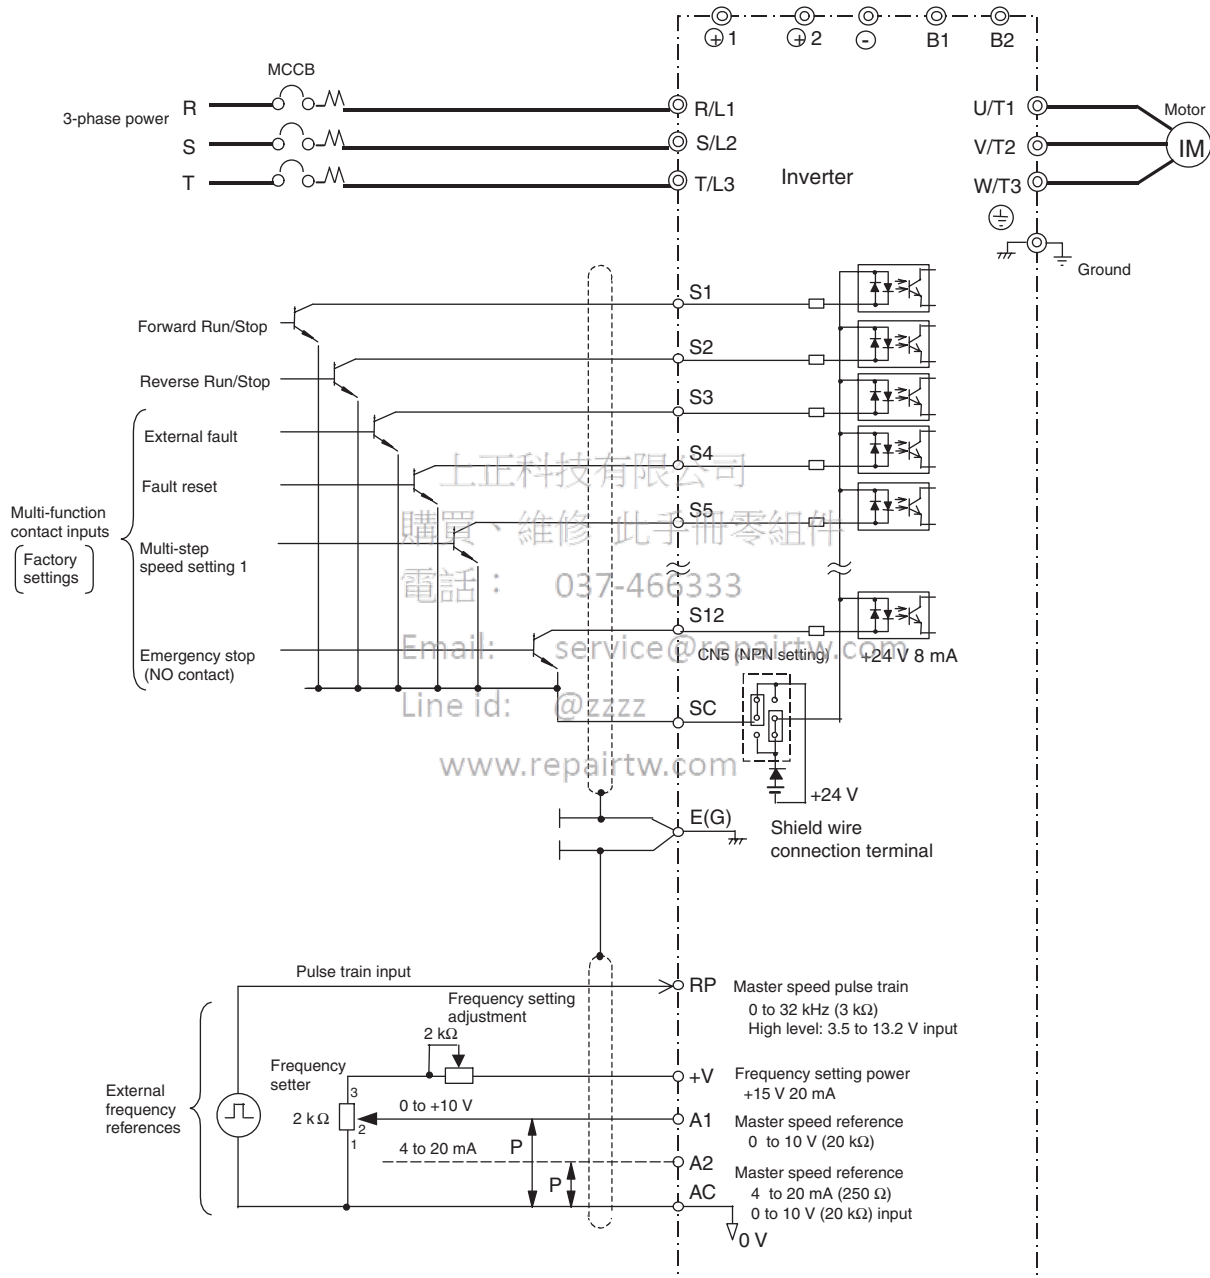 ⊕1 ⊕2 ⊖ B1 B2
MCCB
3-phase power
R
S
T
R/L1
S/L2
T/L3
Inverter
U/T1
V/T2
W/T3
Motor
IM
Ground
S1
Forward Run/Stop
S2
Reverse Run/Stop
S3
External fault
S4
Fault reset
S5
Multi-function
contact inputs
Factory
settings
Multi-step
speed setting 1
S12
Emergency stop
(NO contact)
CN5 (NPN setting)
+24 V 8 mA
SC
+24 V
E(G)
Shield wire
connection terminal
上正科技有限公司
購買、維修 此手冊零組件
電話： 037-466333
Email: service@repairtw.com
Line id: @zzzz
www.repairtw.com
Pulse train input
RP
Master speed pulse train
0 to 32 kHz (3 kΩ)
High level: 3.5 to 13.2 V input
Frequency setting
adjustment
2 kΩ
Frequency
setter
+V
Frequency setting power
+15 V 20 mA
External
frequency
references
3
2 kΩ
2
1
0 to +10 V
P
A1
Master speed reference
0 to 10 V (20 kΩ)
4 to 20 mA
P
A2
Master speed reference
4 to 20 mA (250 Ω)
0 to 10 V (20 kΩ) input
AC
0 V